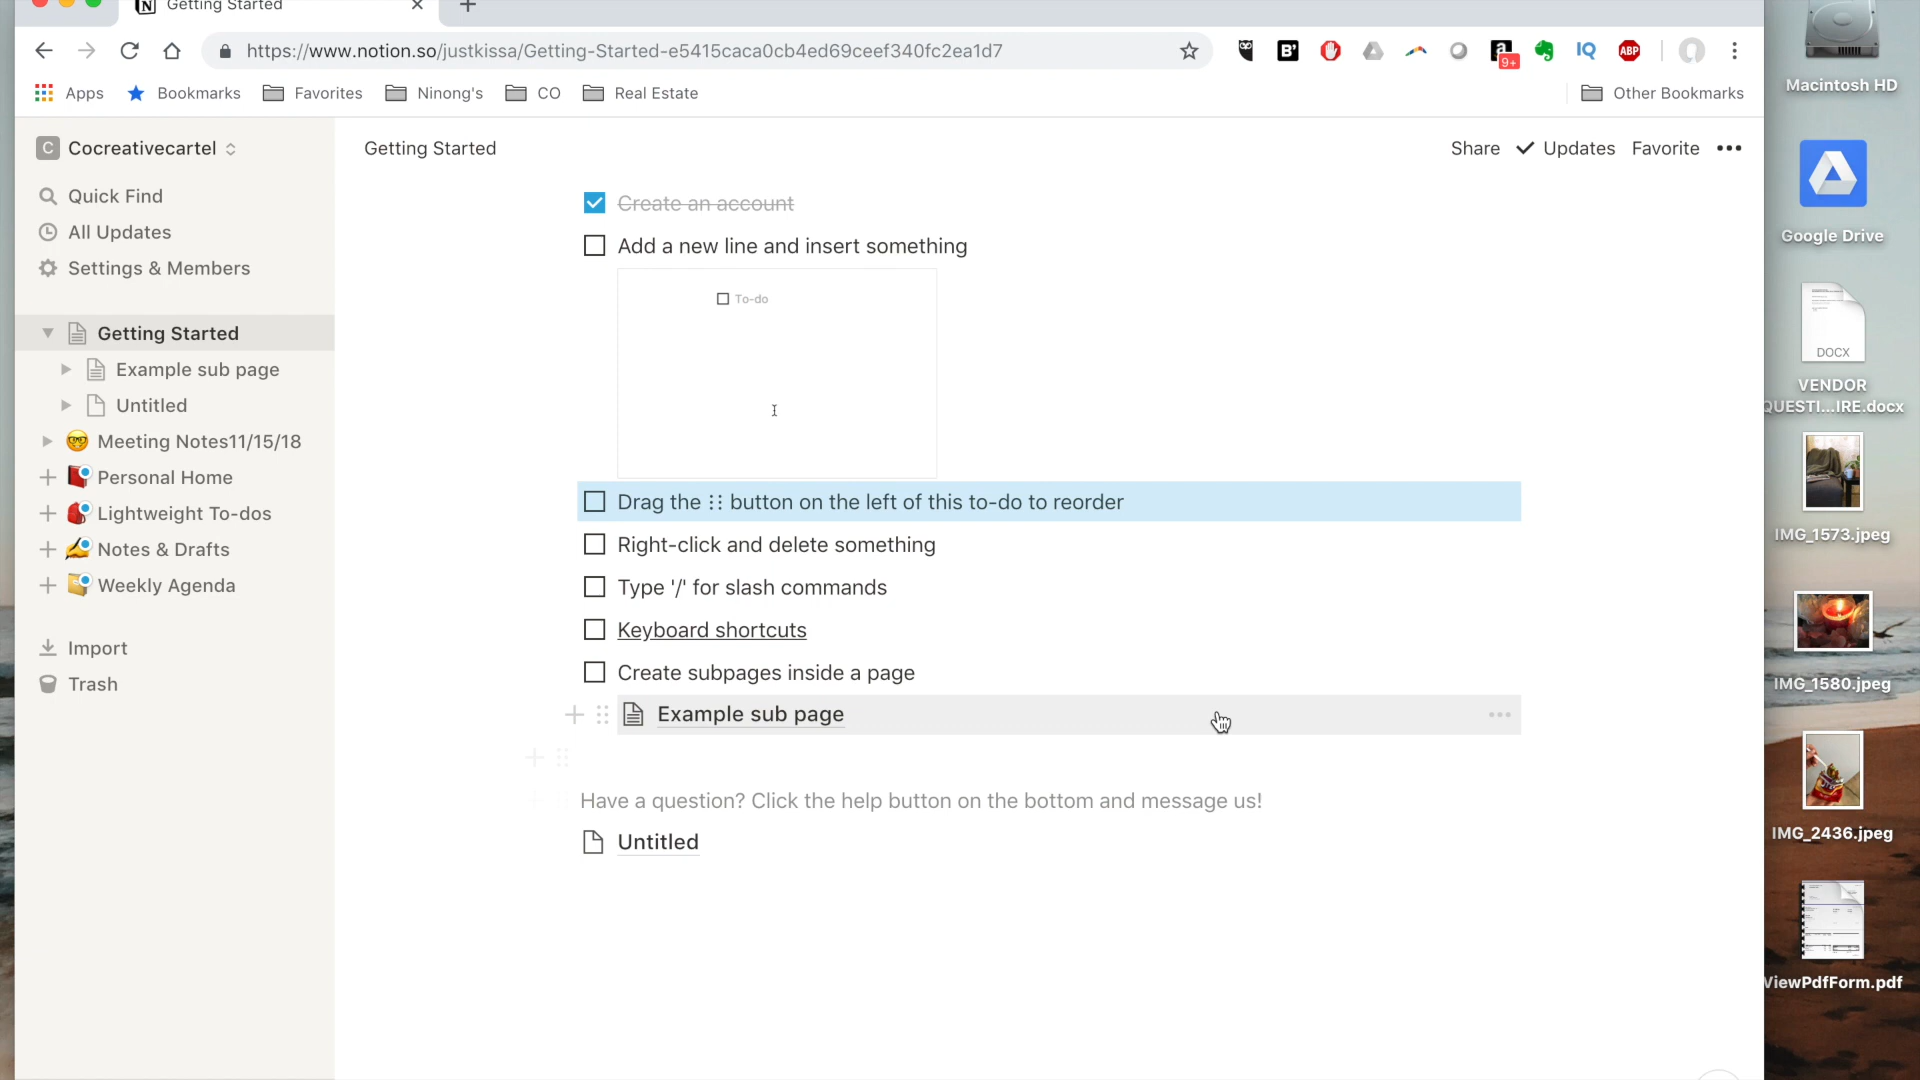 Getting Started
https://www.notion.so/justkissa/Getting-Started-e5415caca0cb4ed69ceef340fc2ea1d7
B'
a
9+
IQ
ABP
Apps
Bookmarks
Favorites
Ninong's
CO
Real Estate
Other Bookmarks
C Cocreativecartel
Quick Find
All Updates
Settings & Members
Getting Started
Example sub page
Untitled
Meeting Notes11/15/18
Personal Home
Lightweight To-dos
Notes & Drafts
Weekly Agenda
Import
Trash
Getting Started
Share
Updates
Favorite
Create an account
Add a new line and insert something
To-do
Drag the ⋮⋮ button on the left of this to-do to reorder
Right-click and delete something
Type '/' for slash commands
Keyboard shortcuts
Create subpages inside a page
Example sub page
Have a question? Click the help button on the bottom and message us!
Untitled
Macintosh HD
Google Drive
DOCX
VENDOR
QUESTI...IRE.docx
IMG_1573.jpeg
IMG_1580.jpeg
IMG_2436.jpeg
ViewPdfForm.pdf